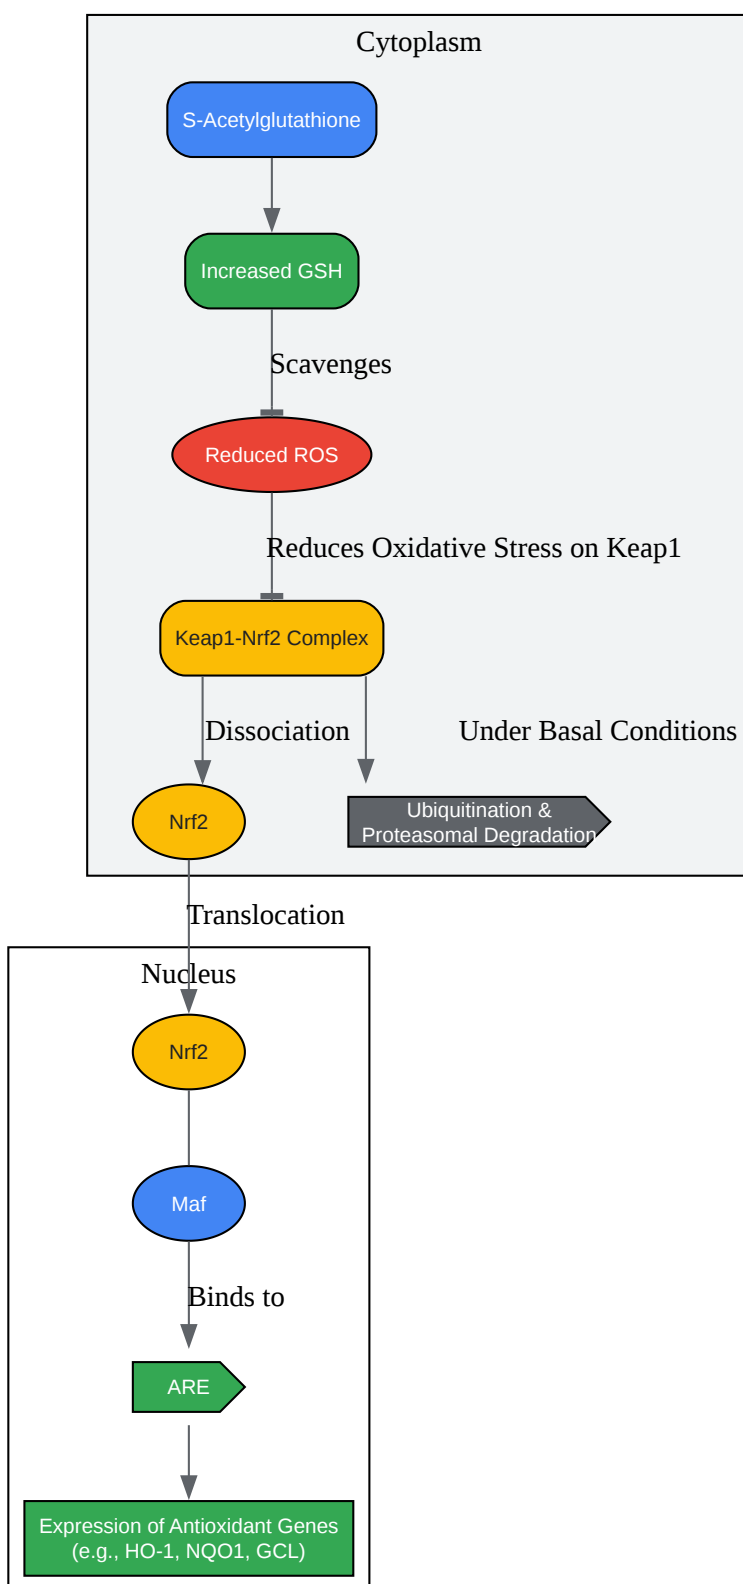 Cytoplasm
S-Acetylglutathione
Increased GSH
Scavenges
Reduced ROS
Reduces Oxidative Stress on Keap1
Keap1-Nrf2 Complex
Dissociation
Under Basal Conditions
Nrf2
Ubiquitination &
Proteasomal Degradation
Translocation
Nucleus
Nrf2
Maf
Binds to
ARE
Expression of Antioxidant Genes
(e.g., HO-1, NQO1, GCL)